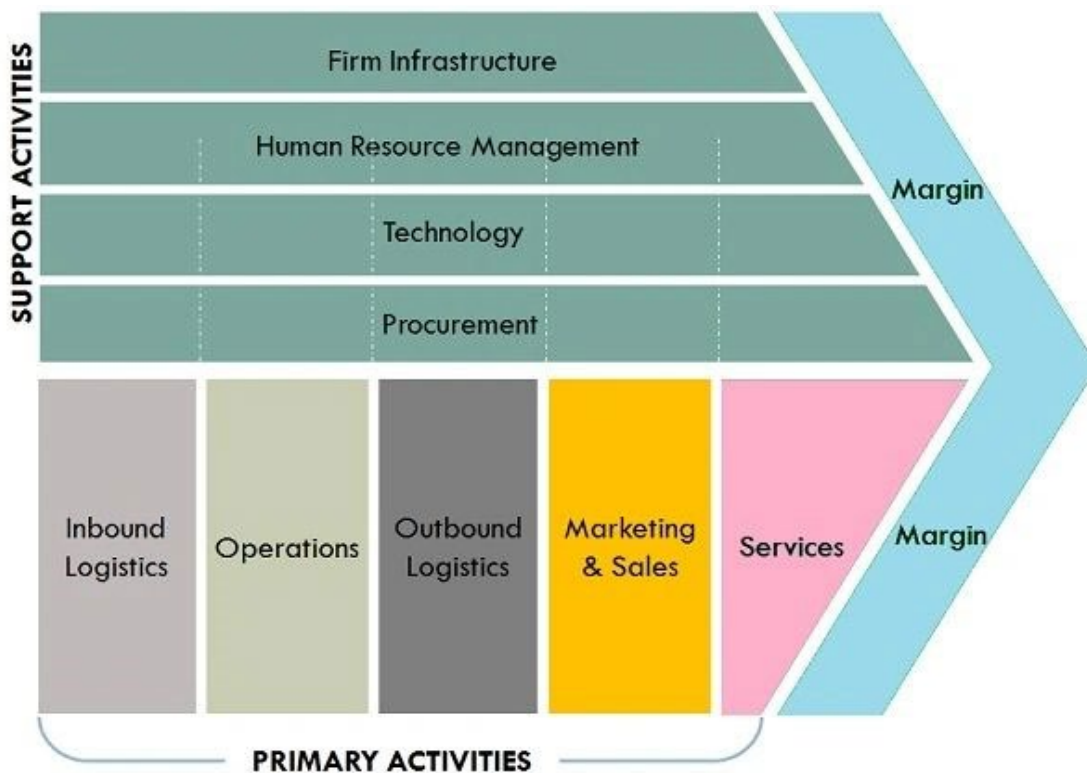 SUPPORT ACTIVITIES
Firm Infrastructure
Human Resource Management
Technology
Procurement
Margin
Inbound
Logistics
Operations
Outbound
Logistics
Marketing
& Sales
Services
Margin
PRIMARY ACTIVITIES